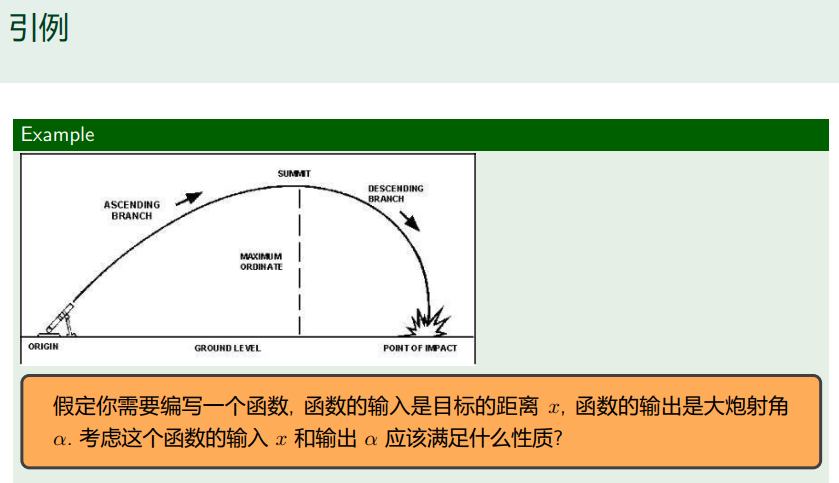 引例
Example
SUMMIT
DESCENDING
BRANCH
ASCENDING
BRANCH
MAXIMUM
ORDINATE
ORIGIN
GROUND LEVEL
POINT OF IMPACT
假定你需要编写一个函数, 函数的输入是目标的距离 x, 函数的输出是大炮射角
α. 考虑这个函数的输入 x 和输出 α 应该满足什么性质?